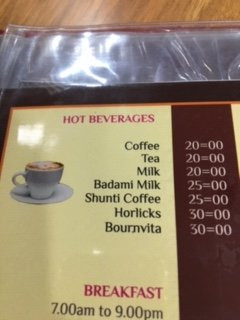 HOT BEVERAGES
Coffee 20=00
Tea 20=00
Milk 20=00
Badami Milk 25=00
Shunti Coffee 25=00
Horlicks 30=00
Bournvita 30=00
BREAKFAST
7.00am to 9.00pm